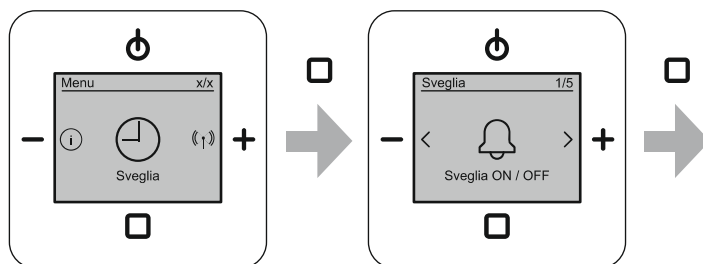 Menu x/x
i
Sveglia
Sveglia 1/5
< >
Sveglia ON / OFF